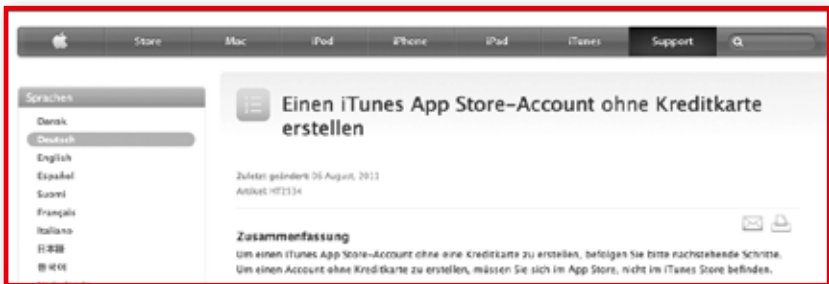 Store Mac iPod iPhone iPad iTunes Support
Sprachen
Dansk
Deutsch
English
Español
Suomi
Français
Italiano
日本語
한국어
Einen iTunes App Store-Account ohne Kreditkarte
erstellen
Zuletzt geändert: 06 August, 2011
Artikel: HT2534
Zusammenfassung
Um einen iTunes App Store-Account ohne eine Kreditkarte zu erstellen, befolgen Sie bitte nachstehende Schritte.
Um einen Account ohne Kreditkarte zu erstellen, müssen Sie sich im App Store, nicht im iTunes Store befinden.